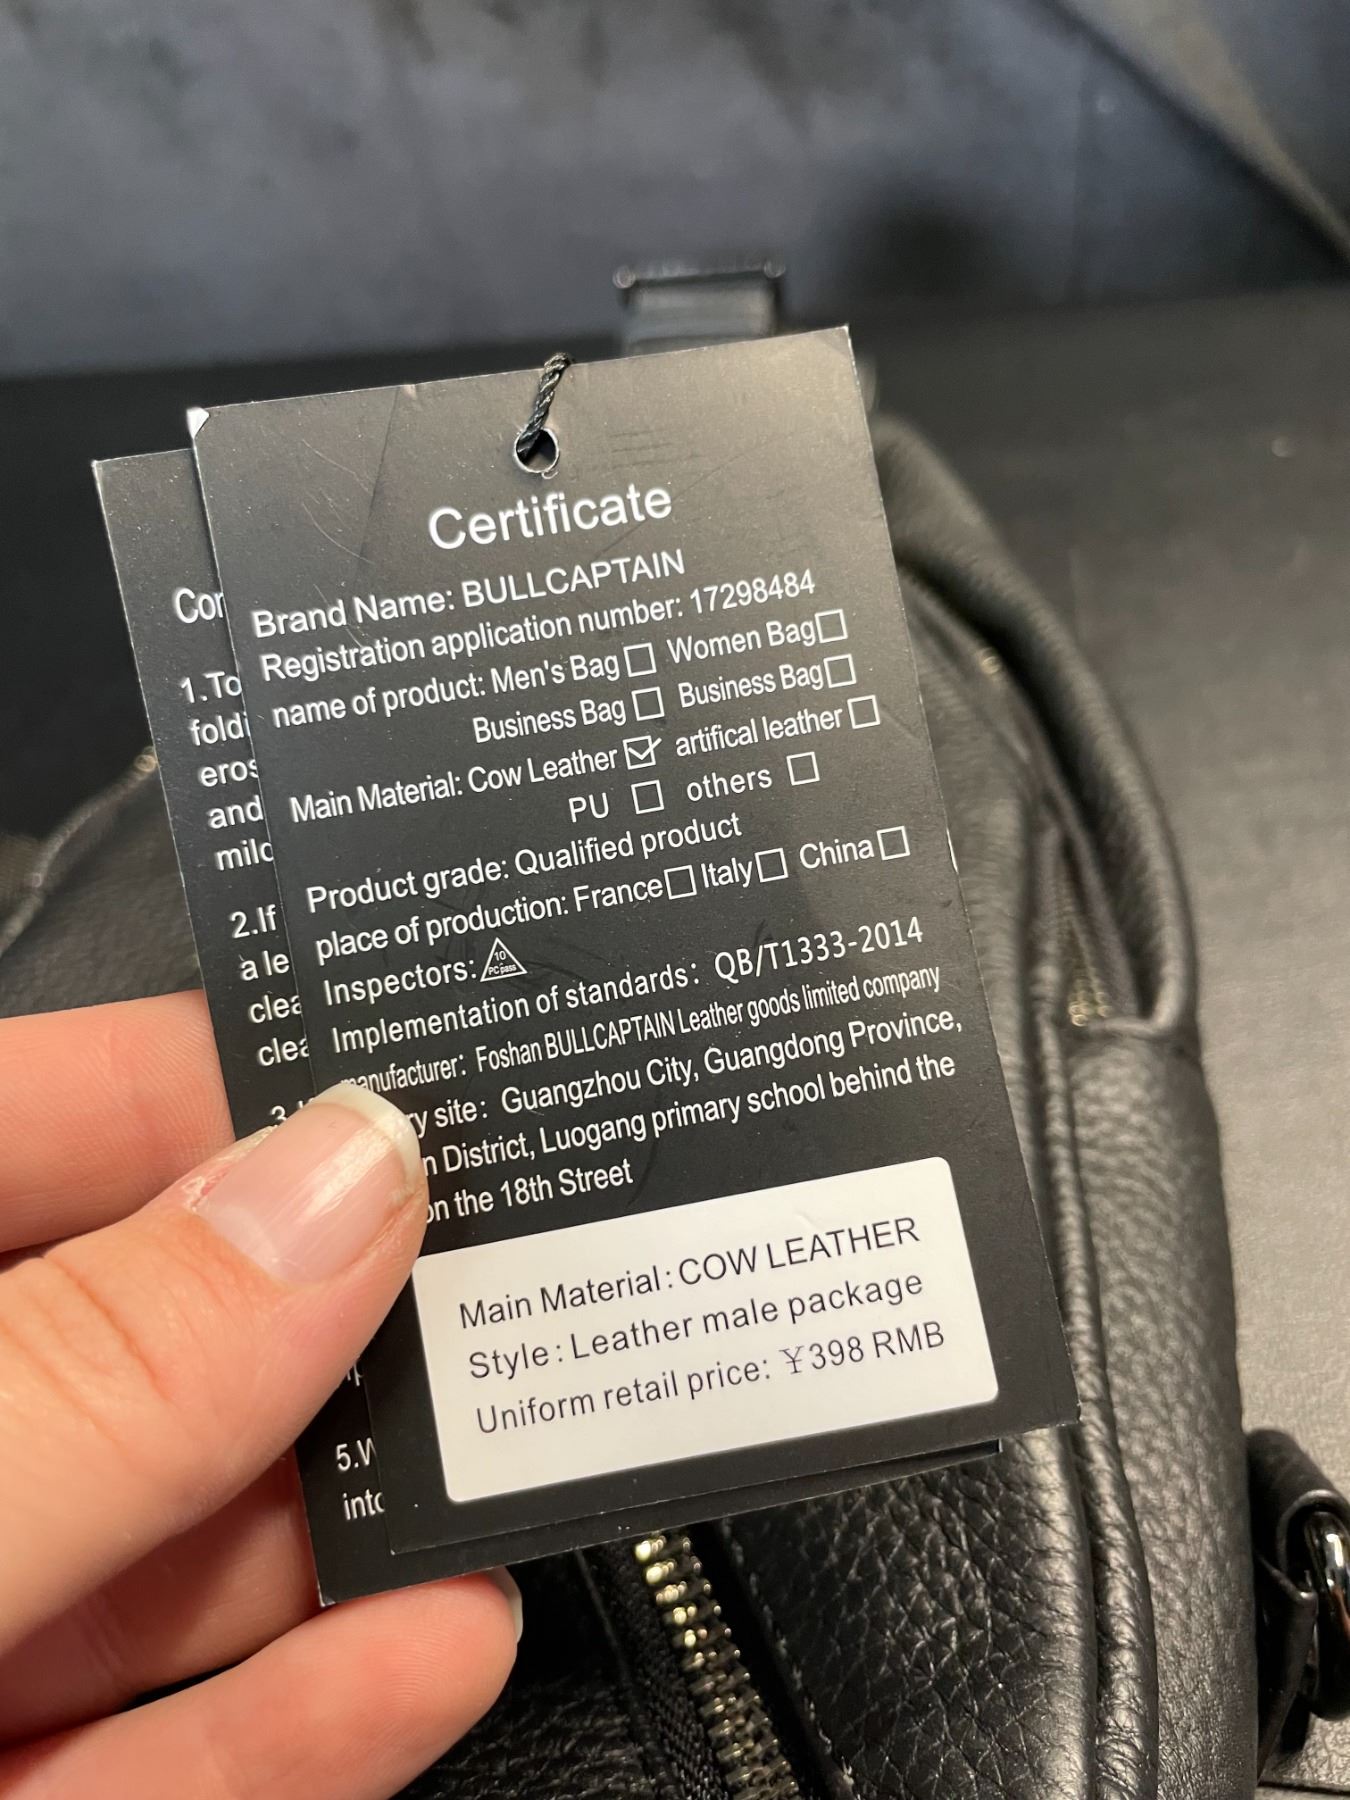 Certificate
Brand Name: BULLCAPTAIN
Registration application number: 17298484
name of product: Men's Bag☐ Women Bag☐
Business Bag ☐ Business Bag☐
Main Material: Cow Leather☑ artifical leather☐
PU ☐ others ☐
Product grade: Qualified product
place of production: France☐Italy☐ China☐
Inspectors: 10 PC pass
Implementation of standards: QB/T1333-2014
manufacturer: Foshan BULLCAPTAIN Leather goods limited company
site: Guangzhou City, Guangdong Province,
District, Luogang primary school behind the
on the 18th Street
Main Material: COW LEATHER
Style: Leather male package
Uniform retail price: ¥398 RMB
1.To
and
2.If
a le
3.
5.W